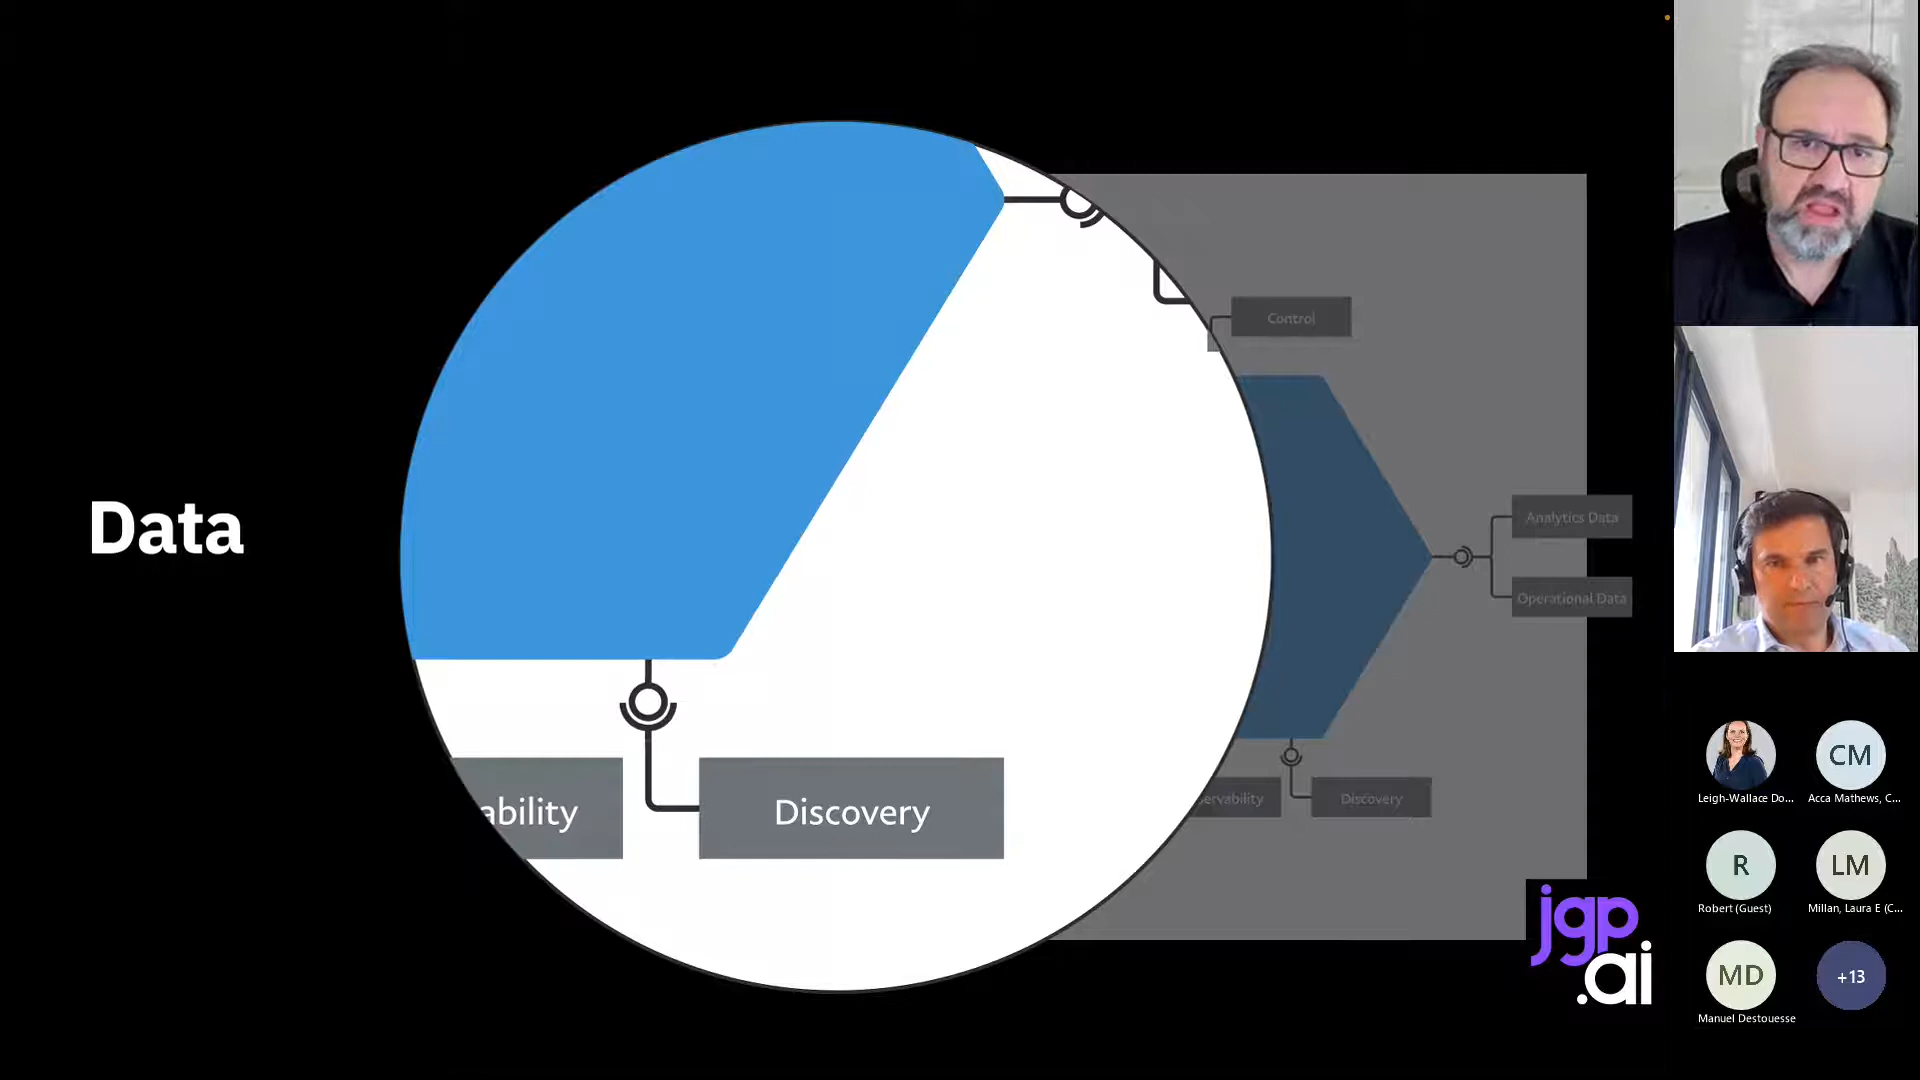 Data
ability
Discovery
Control
Analytics Data
Operational Data
ervability
Discovery
jgp
.ai
CM
Leigh-Wallace Do...
Acca Mathews, C...
R
LM
Robert (Guest)
Millan, Laura E (C...
MD
+13
Manuel Destouesse